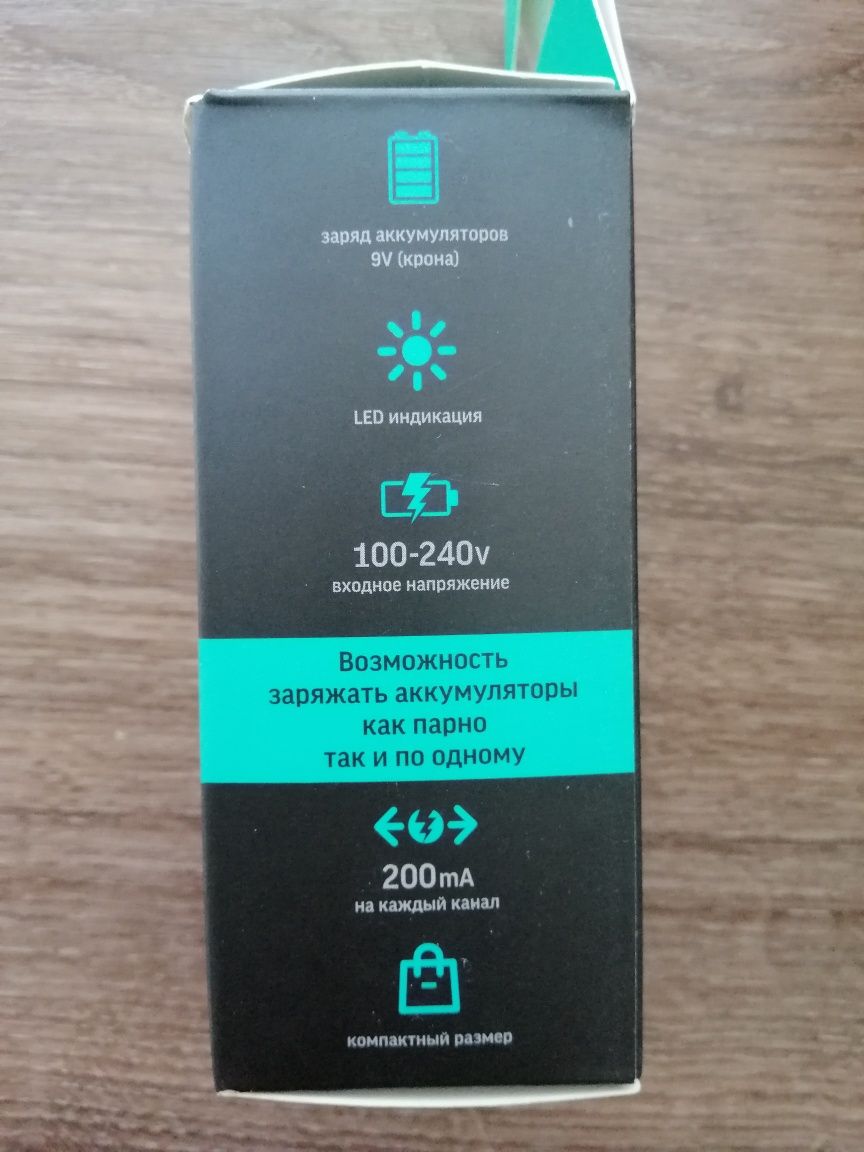 заряд аккумуляторов
9V (крона)
LED индикация
100-240v
входное напряжение
Возможность
заряжать аккумуляторы
как парно
так и по одному
200mA
на каждый канал
компактный размер